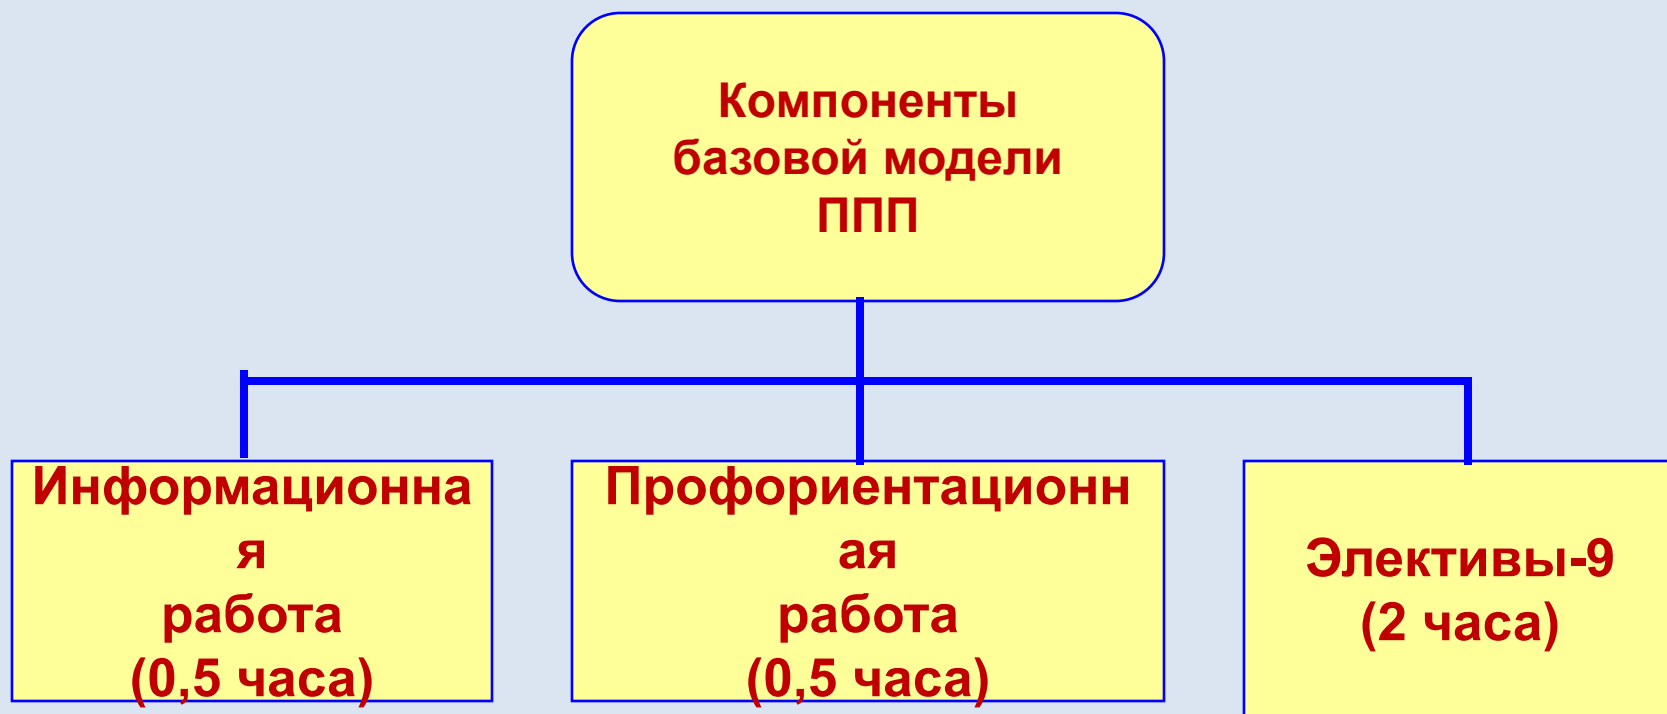 Компоненты
базовой модели
ППП
Информационна
я
работа
(0,5 часа)
Профориентационн
ая
работа
(0,5 часа)
Элективы-9
(2 часа)